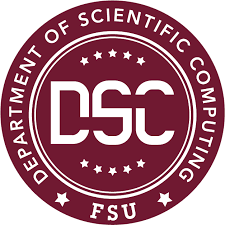 DEPARTMENT OF SCIENTIFIC COMPUTING
DSC
FSU